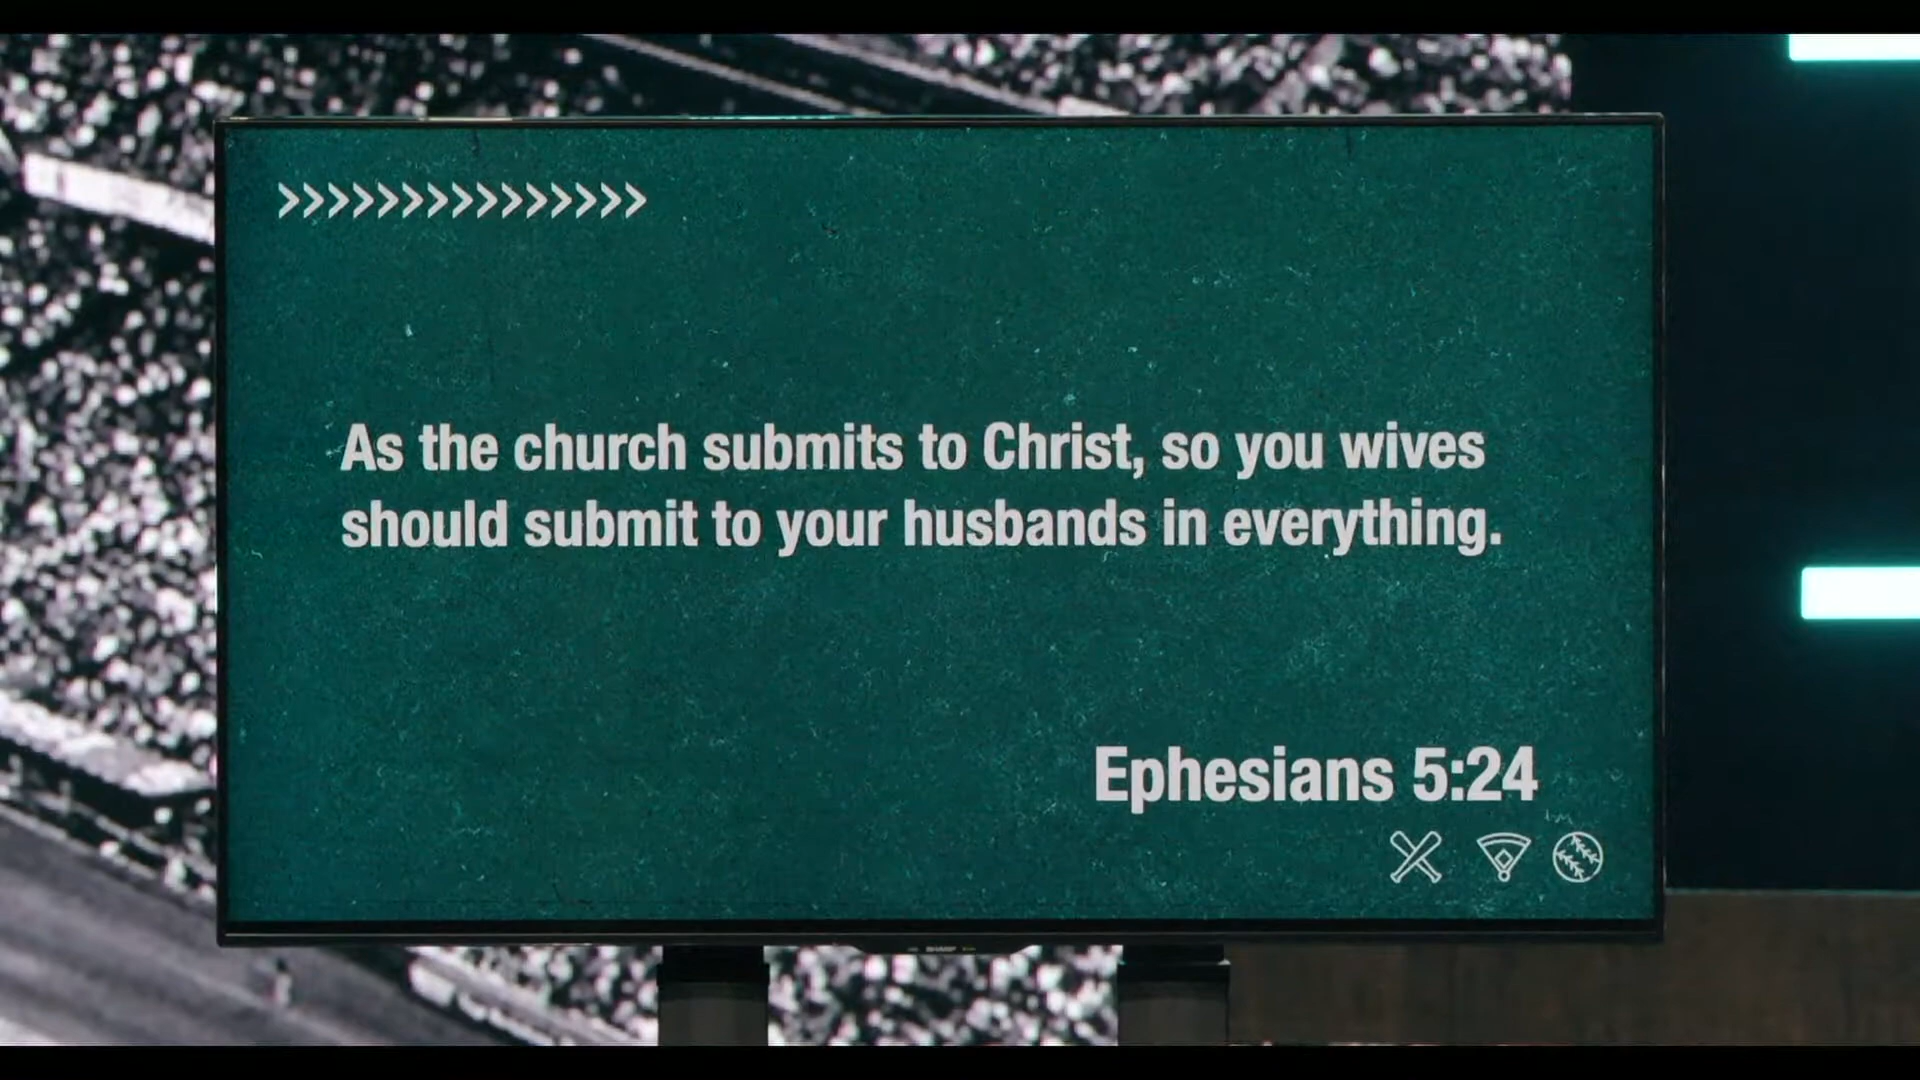 As the church submits to Christ, so you wives
should submit to your husbands in everything.
Ephesians 5:24
SHARP